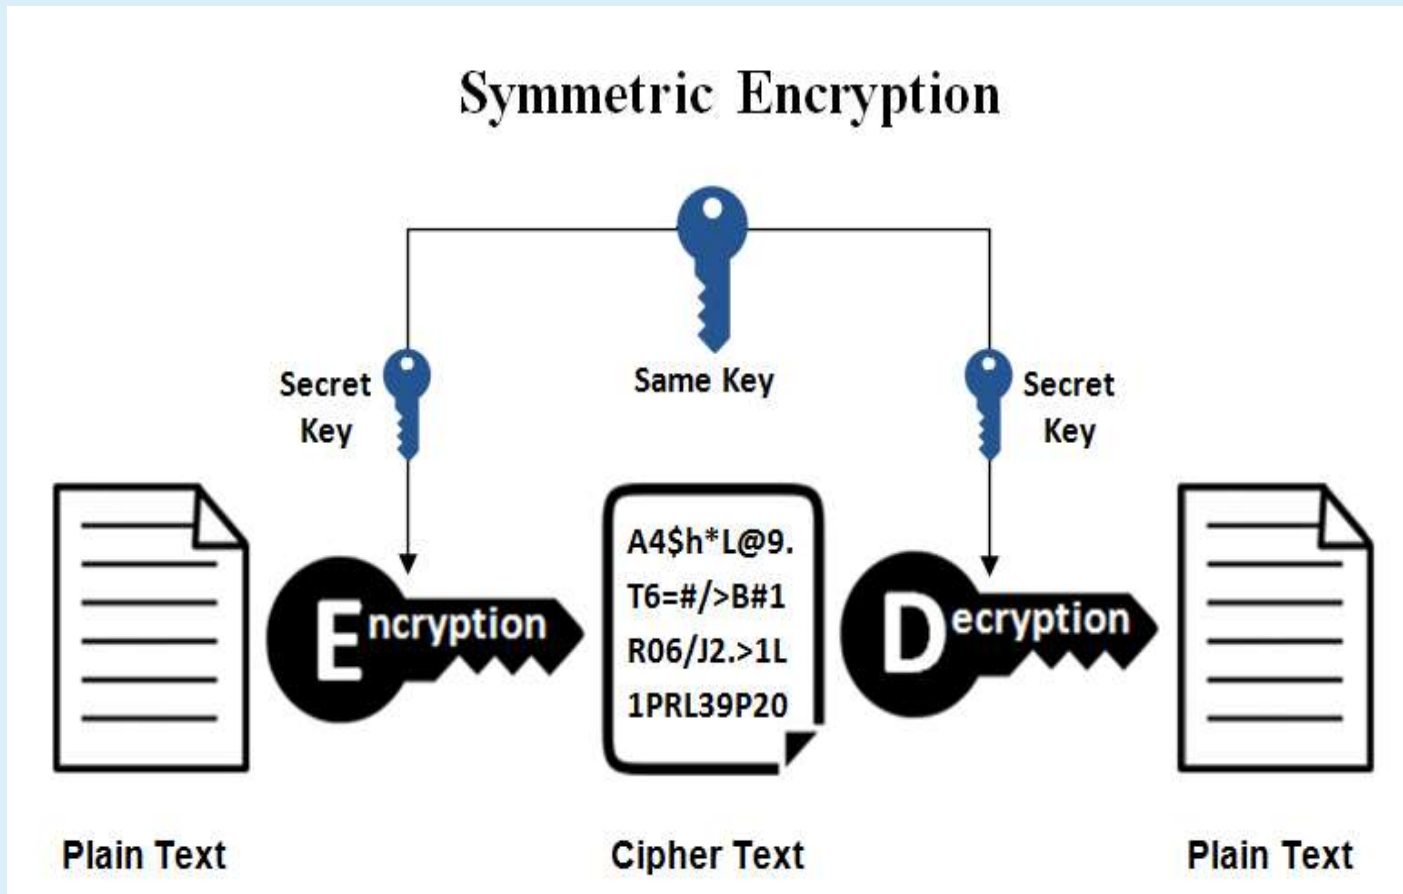 Symmetric Encryption
Same Key
Secret
Key
Secret
Key
Encryption
A4$h*L@9.
T6=#/>B#1
R06/J2.>1L
1PRL39P20
Decryption
Plain Text
Cipher Text
Plain Text